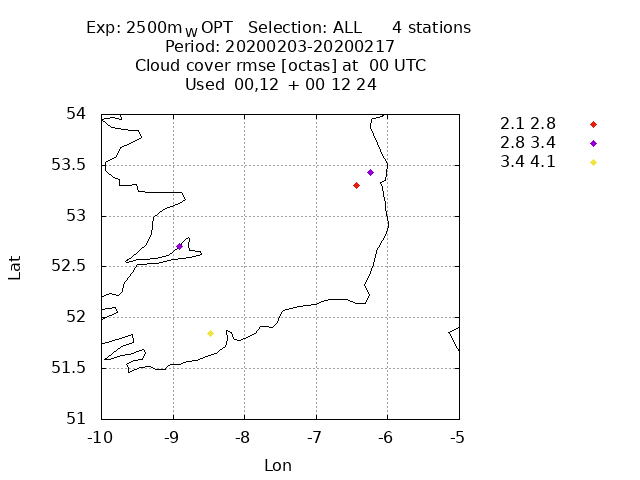 Exp: 2500m_W OPT   Selection: ALL      4 stations
Period: 20200203-20200217
Cloud cover rmse [octas] at  00 UTC
Used  00,12  + 00 12 24
2.1 2.8
2.8 3.4
3.4 4.1
54
53.5
53
52.5
52
51.5
51
Lat
-10 -9 -8 -7 -6 -5
Lon